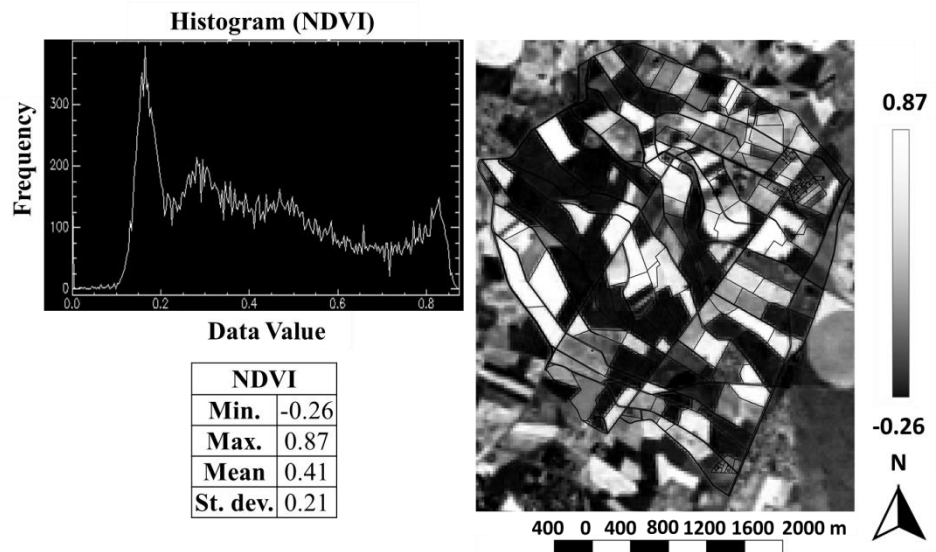 Histogram (NDVI)
300
200
100
0
0.0 0.2 0.4 0.6 0.8
Frequency
Data Value
NDVI
Min. -0.26
Max. 0.87
Mean 0.41
St. dev. 0.21
0.87
-0.26
N
400 0 400 800 1200 1600 2000 m